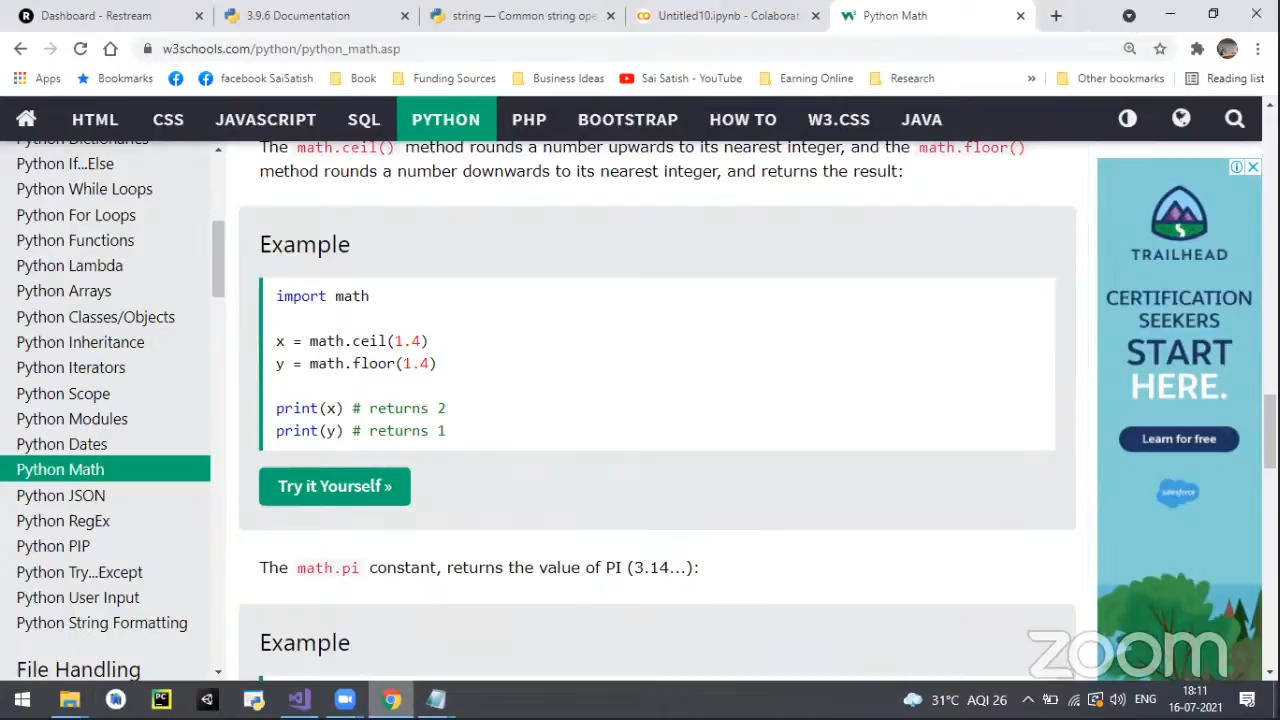 Dashboard - Restream
3.9.6 Documentation
string — Common string ope
Untitled10.ipynb - Colaborat
Python Math
w3schools.com/python/python_math.asp
Apps
Bookmarks
facebook SaiSatish
Book
Funding Sources
Business Ideas
Sai Satish - YouTube
Earning Online
Research
»
Other bookmarks
Reading list
HTML
CSS
JAVASCRIPT
SQL
PYTHON
PHP
BOOTSTRAP
HOW TO
W3.CSS
JAVA
Python Dictionaries
Python If...Else
Python While Loops
Python For Loops
Python Functions
Python Lambda
Python Arrays
Python Classes/Objects
Python Inheritance
Python Iterators
Python Scope
Python Modules
Python Dates
Python Math
Python JSON
Python RegEx
Python PIP
Python Try...Except
Python User Input
Python String Formatting
File Handling
The math.ceil() method rounds a number upwards to its nearest integer, and the math.floor()
method rounds a number downwards to its nearest integer, and returns the result:
Example
import math
x = math.ceil(1.4)
y = math.floor(1.4)
print(x) # returns 2
print(y) # returns 1
Try it Yourself »
The math.pi constant, returns the value of PI (3.14...):
Example
TRAILHEAD
CERTIFICATION
SEEKERS
START
HERE.
Learn for free
salesforce
zoom
PC
31°C AQI 26
ENG
18:11
16-07-2021